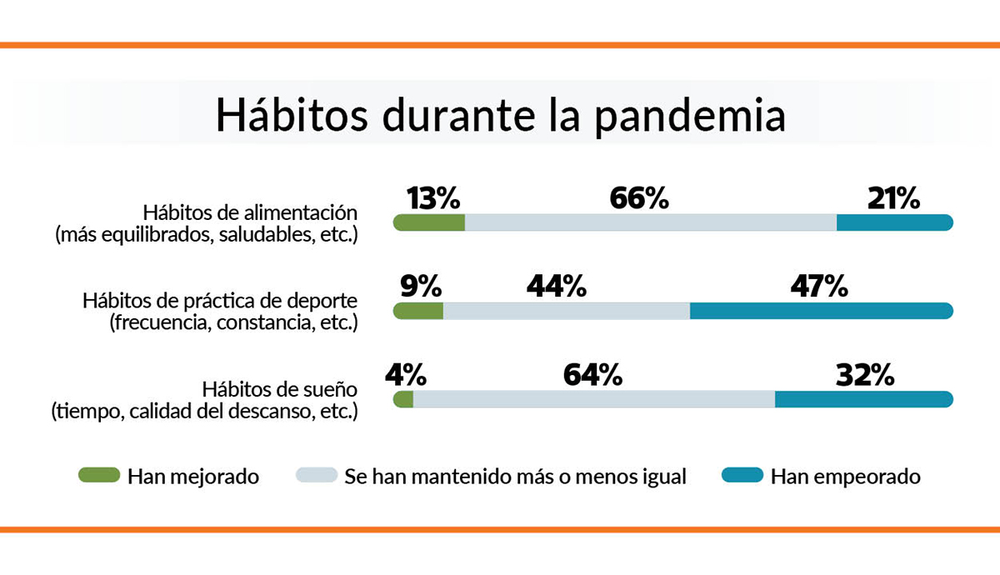 Hábitos durante la pandemia
Hábitos de alimentación
(más equilibrados, saludables, etc.)
13% 66% 21%
Hábitos de práctica de deporte
(frecuencia, constancia, etc.)
9% 44% 47%
Hábitos de sueño
(tiempo, calidad del descanso, etc.)
4% 64% 32%
Han mejorado Se han mantenido más o menos igual Han empeorado